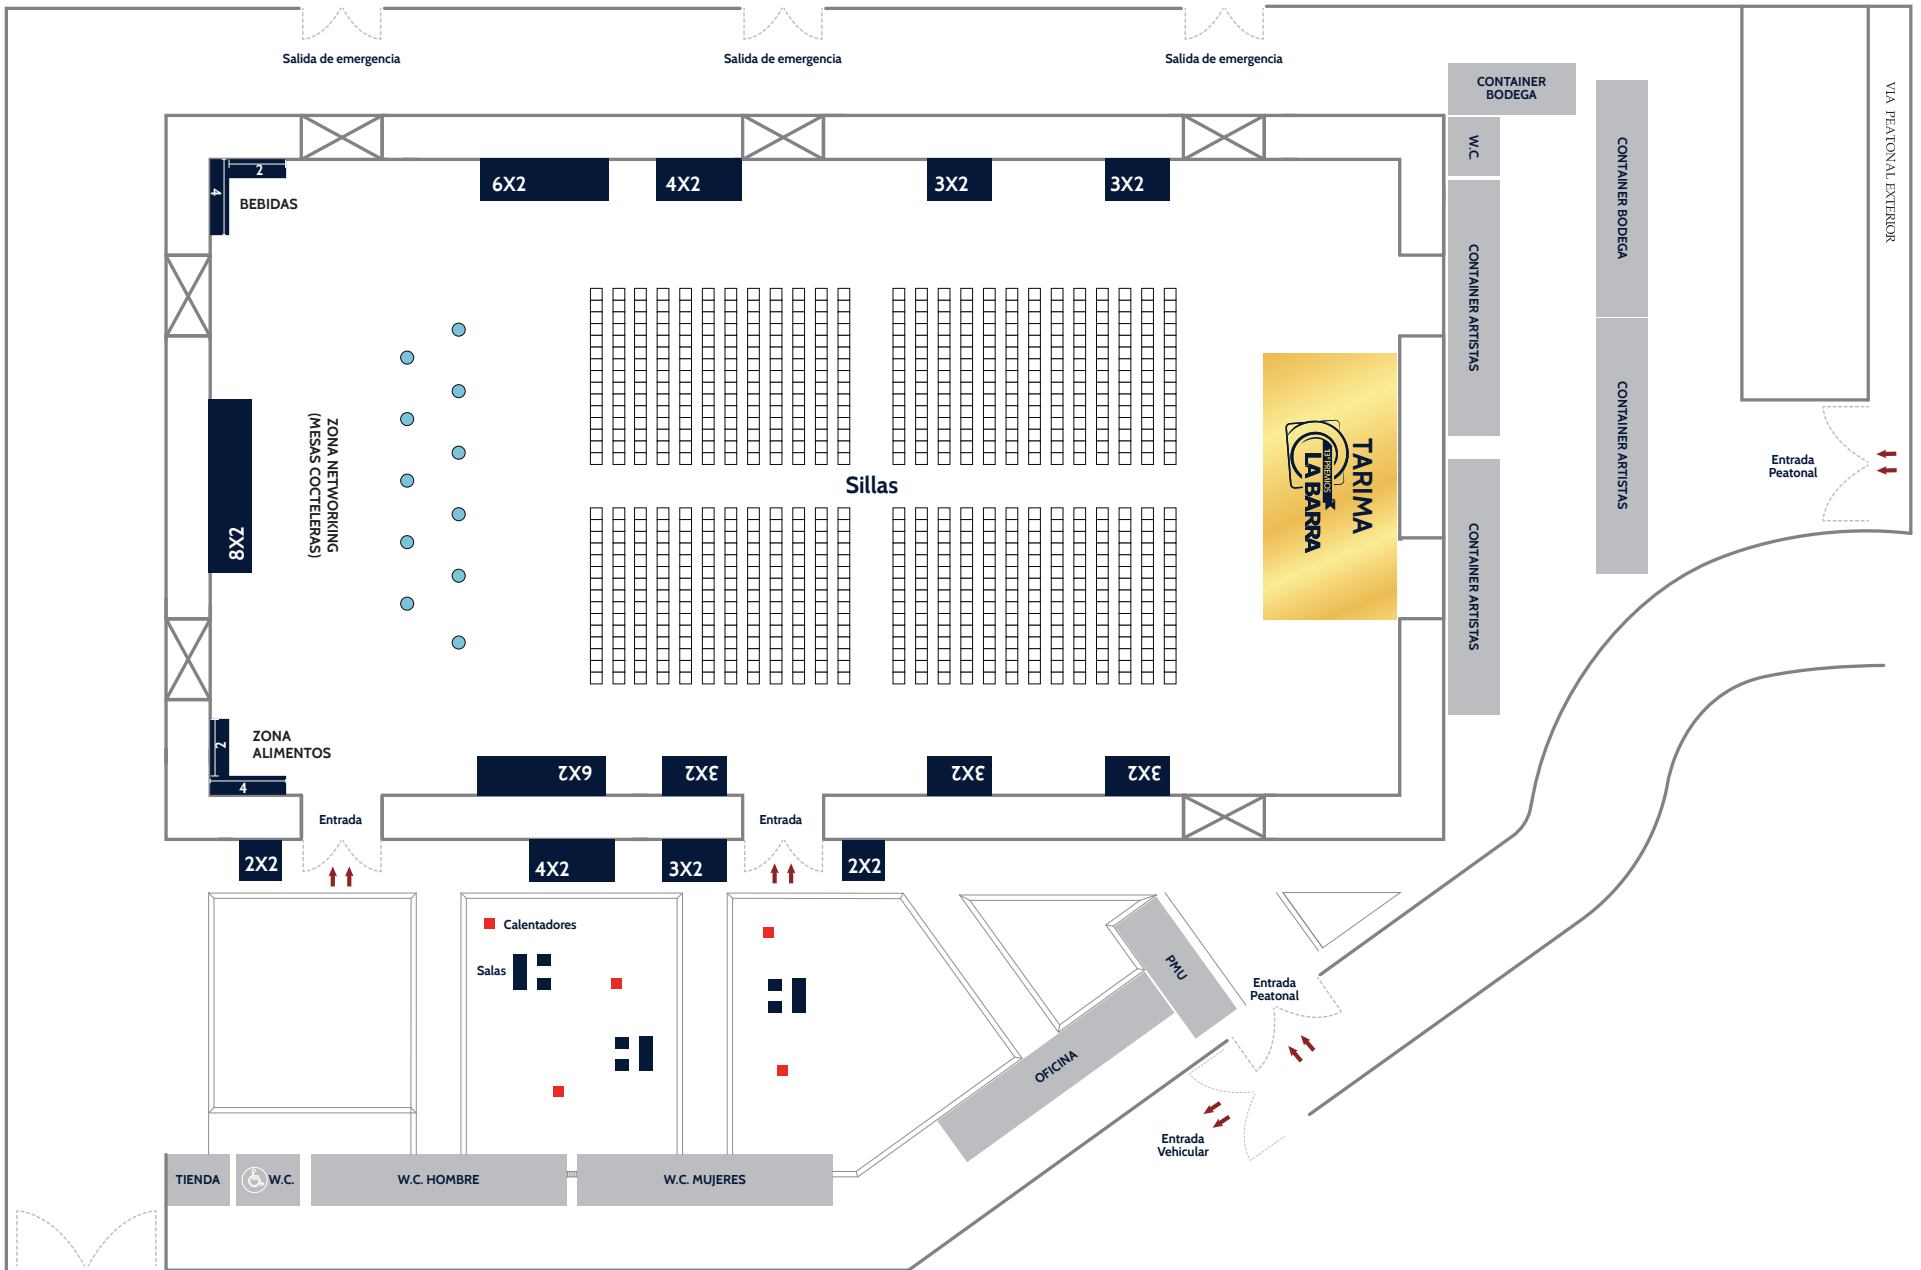 Salida de emergencia
Salida de emergencia
Salida de emergencia
CONTAINER
BODEGA
W.C.
CONTAINER BODEGA
VIA PEATONAL EXTERIOR
2
4
BEBIDAS
6X2
4X2
3X2
3X2
CONTAINER ARTISTAS
CONTAINER ARTISTAS
ZONA NETWORKING
(MESAS COCTELERAS)
8X2
Sillas
TARIMA
13º PREMIOS
LA BARRA
Entrada
Peatonal
CONTAINER ARTISTAS
2
4
ZONA
ALIMENTOS
6X2
3X2
3X2
3X2
Entrada
Entrada
2X2
4X2
3X2
2X2
Calentadores
Salas
PMU
OFICINA
Entrada
Peatonal
Entrada
Vehicular
TIENDA
W.C.
W.C. HOMBRE
W.C. MUJERES